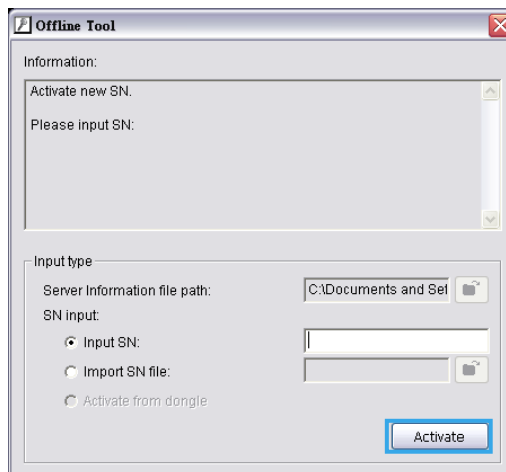 Offline Tool
Information:
Activate new SN.
Please input SN:
Input type
Server Information file path: C:\Documents and Set
SN input:
Input SN:
Import SN file:
Activate from dongle
Activate